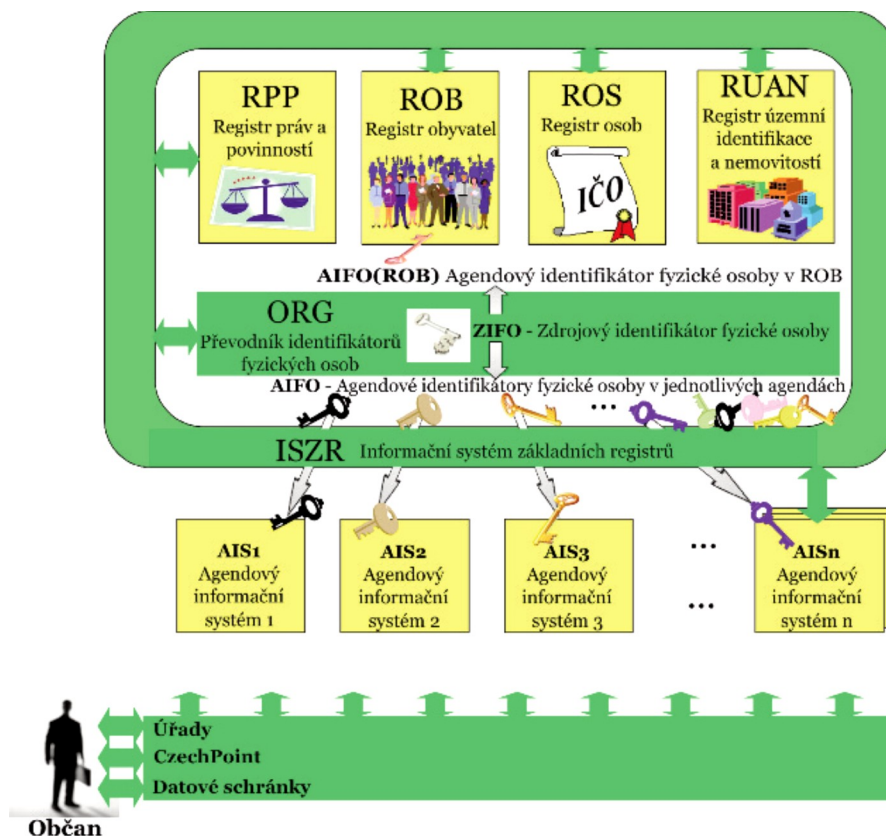 RPP
Registr práv a
povinností
ROB
Registr obyvatel
ROS
Registr osob
IČO
RUAN
Registr územní
identifikace
a nemovitostí
AIFO(ROB) Agendový identifikátor fyzické osoby v ROB
ORG
Převodník identifikátorů
fyzických osob
ZIFO - Zdrojový identifikátor fyzické osoby
AIFO - Agendové identifikátory fyzické osoby v jednotlivých agendách
...
ISZR Informační systém základních registrů
AIS1
Agendový
informační
systém 1
AIS2
Agendový
informační
systém 2
AIS3
Agendový
informační
systém 3
...
...
AISn
Agendový
informační
systém n
Úřady
CzechPoint
Datové schránky
Občan